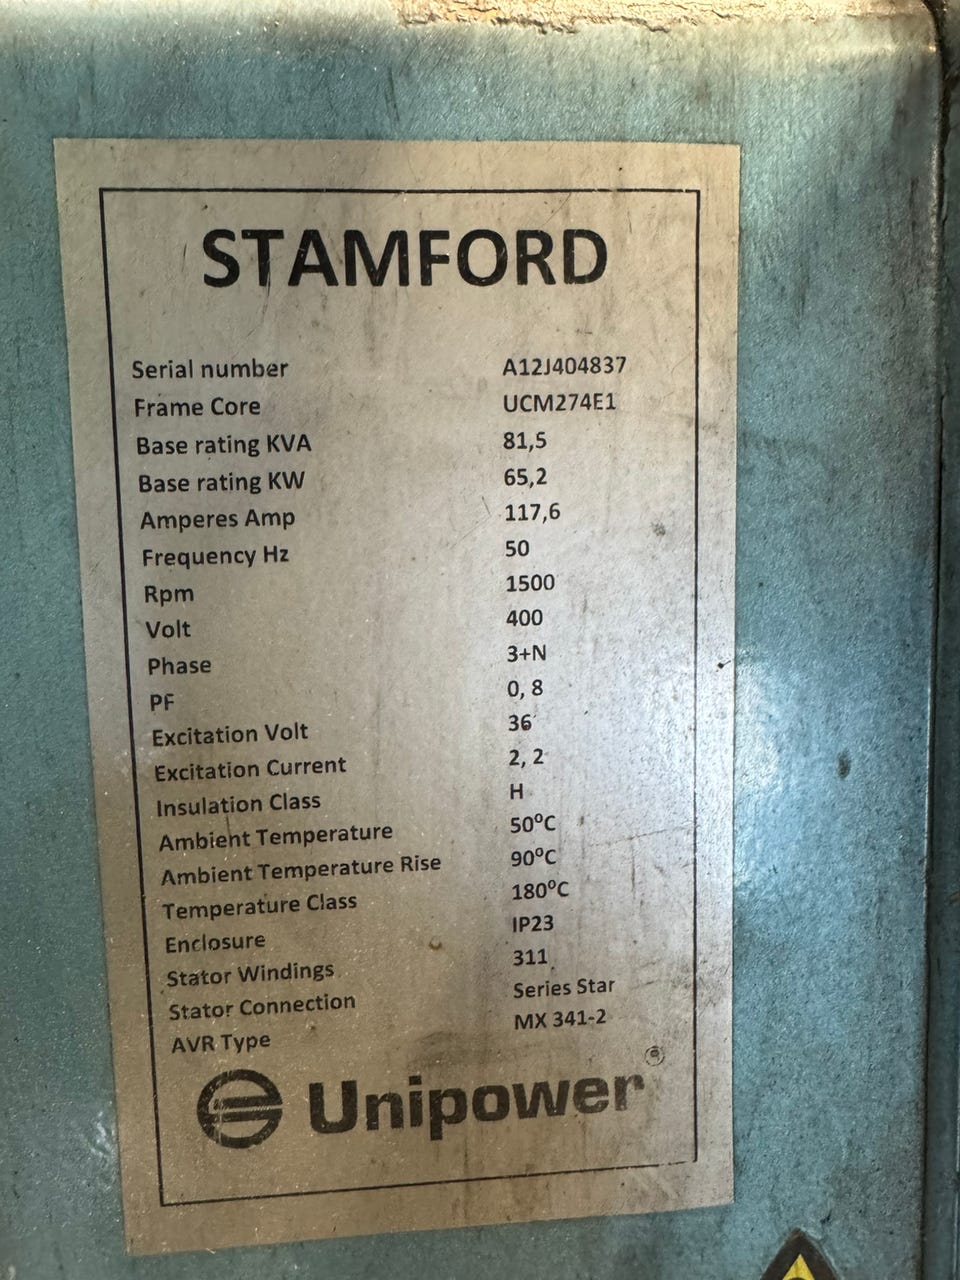 STAMFORD
Serial number A12J404837
Frame Core UCM274E1
Base rating KVA 81,5
Base rating KW 65,2
Amperes Amp 117,6
Frequency Hz 50
Rpm 1500
Volt 400
Phase 3+N
PF 0, 8
Excitation Volt 36
Excitation Current 2, 2
Insulation Class H
Ambient Temperature 50°C
Ambient Temperature Rise 90°C
Temperature Class 180°C
Enclosure IP23
Stator Windings 311
Stator Connection Series Star
AVR Type MX 341-2
Unipower®